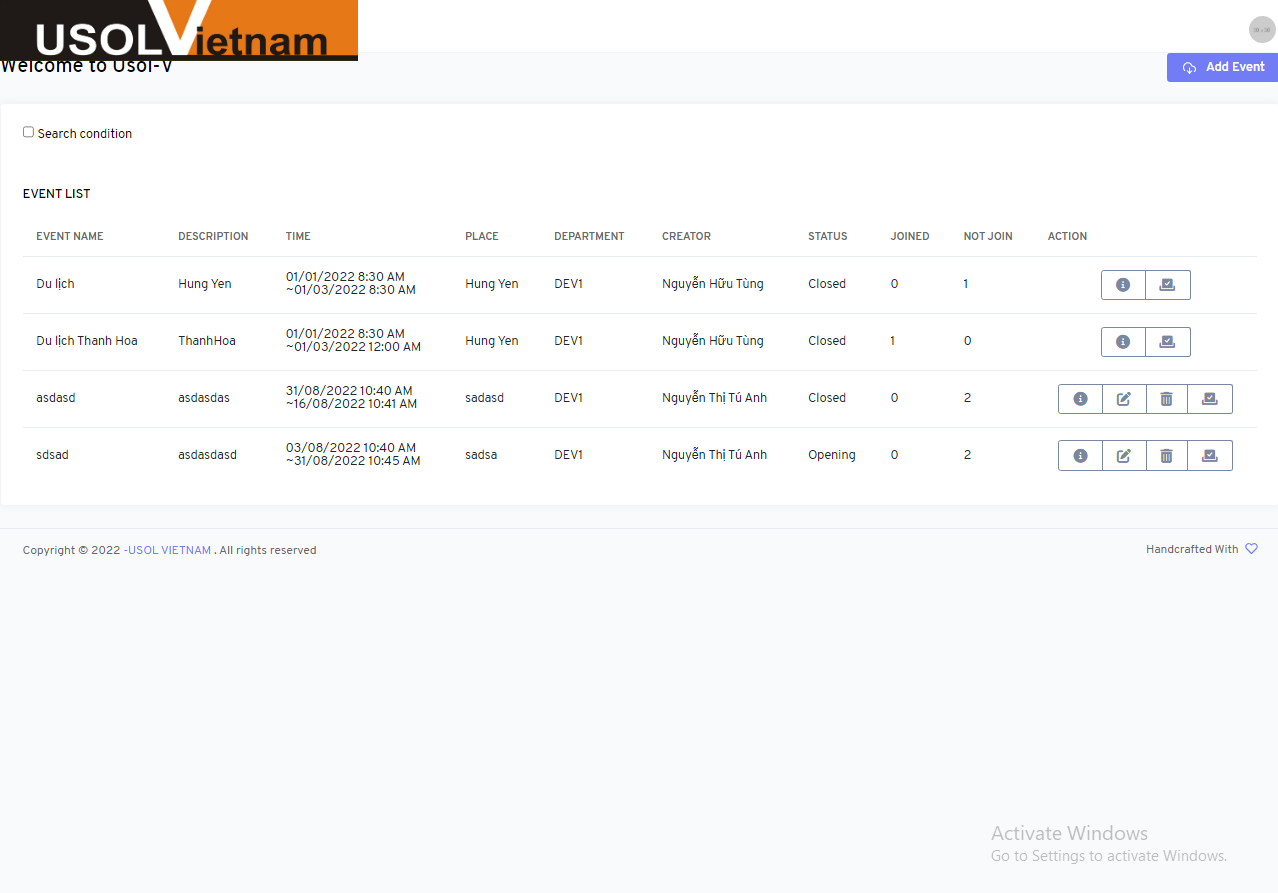 USOLVietnam
Welcome to Usol-V
Add Event
Search condition
EVENT LIST
EVENT NAME DESCRIPTION TIME PLACE DEPARTMENT CREATOR STATUS JOINED NOT JOIN ACTION
Du lịch Hung Yen 01/01/2022 8:30 AM Hung Yen DEV1 Nguyễn Hữu Tùng Closed 0 1
~01/03/2022 8:30 AM
Du lịch Thanh Hoa ThanhHoa 01/01/2022 8:30 AM Hung Yen DEV1 Nguyễn Hữu Tùng Closed 1 0
~01/03/2022 12:00 AM
asdasd asdasdas 31/08/2022 10:40 AM sadasd DEV1 Nguyễn Thị Tú Anh Closed 0 2
~16/08/2022 10:41 AM
sdsad asdasdasd 03/08/2022 10:40 AM sadsa DEV1 Nguyễn Thị Tú Anh Opening 0 2
~31/08/2022 10:45 AM
Copyright © 2022 -USOL VIETNAM . All rights reserved
Handcrafted With
Activate Windows
Go to Settings to activate Windows.